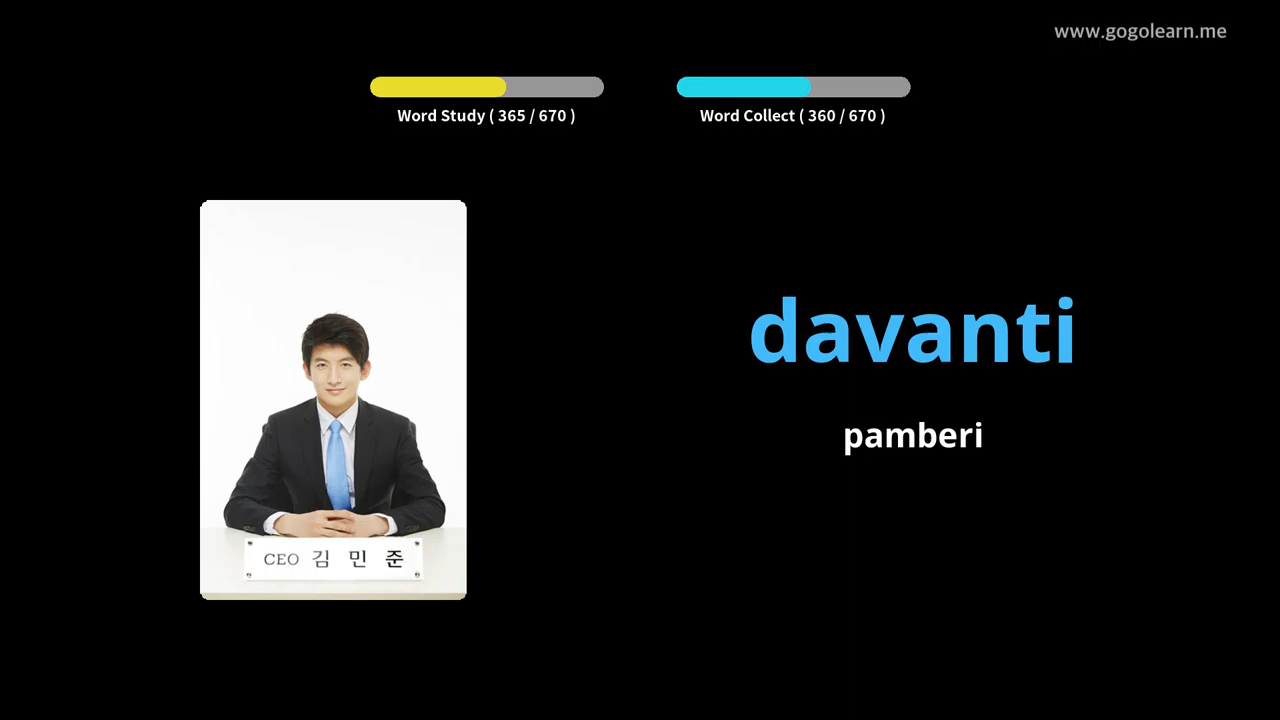 www.gogolearn.me
Word Study ( 365 / 670 )
Word Collect ( 360 / 670 )
davanti
pamberi
CEO 김 민 준